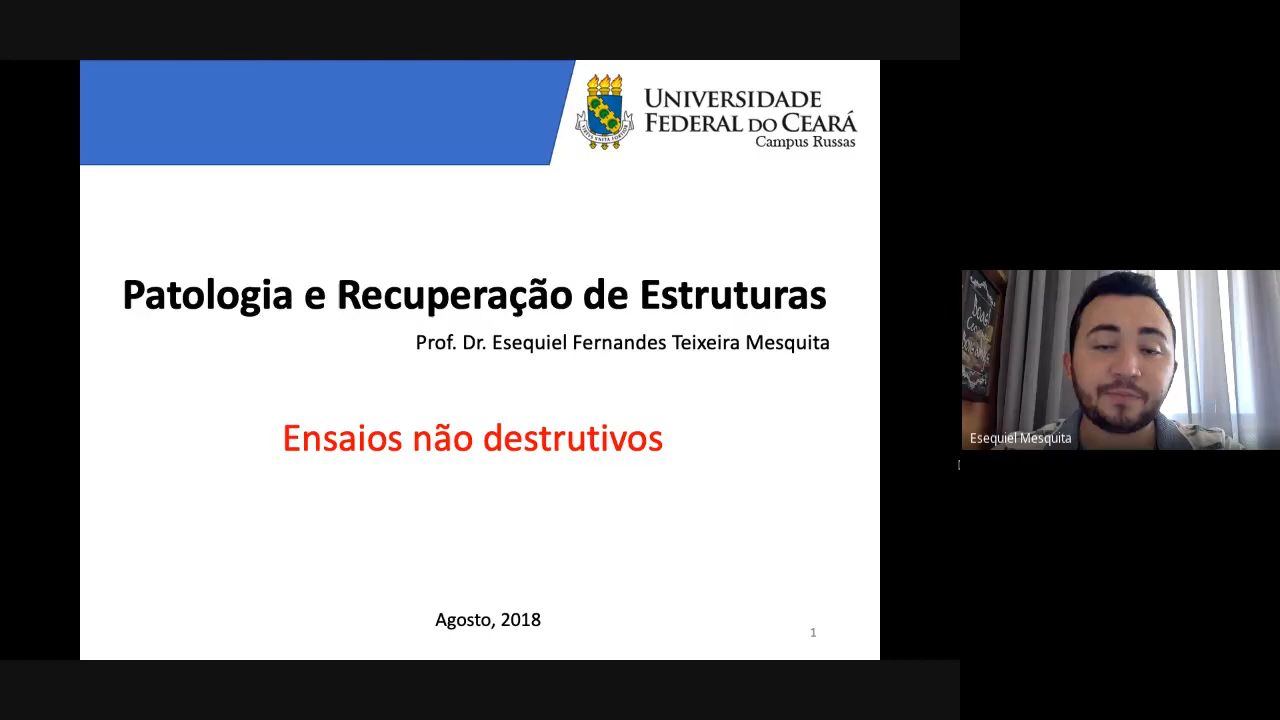 UNIVERSIDADE
FEDERAL DO CEARÁ
Campus Russas
Patologia e Recuperação de Estruturas
Prof. Dr. Esequiel Fernandes Teixeira Mesquita
Ensaios não destrutivos
Agosto, 2018
1
Esequiel Mesquita